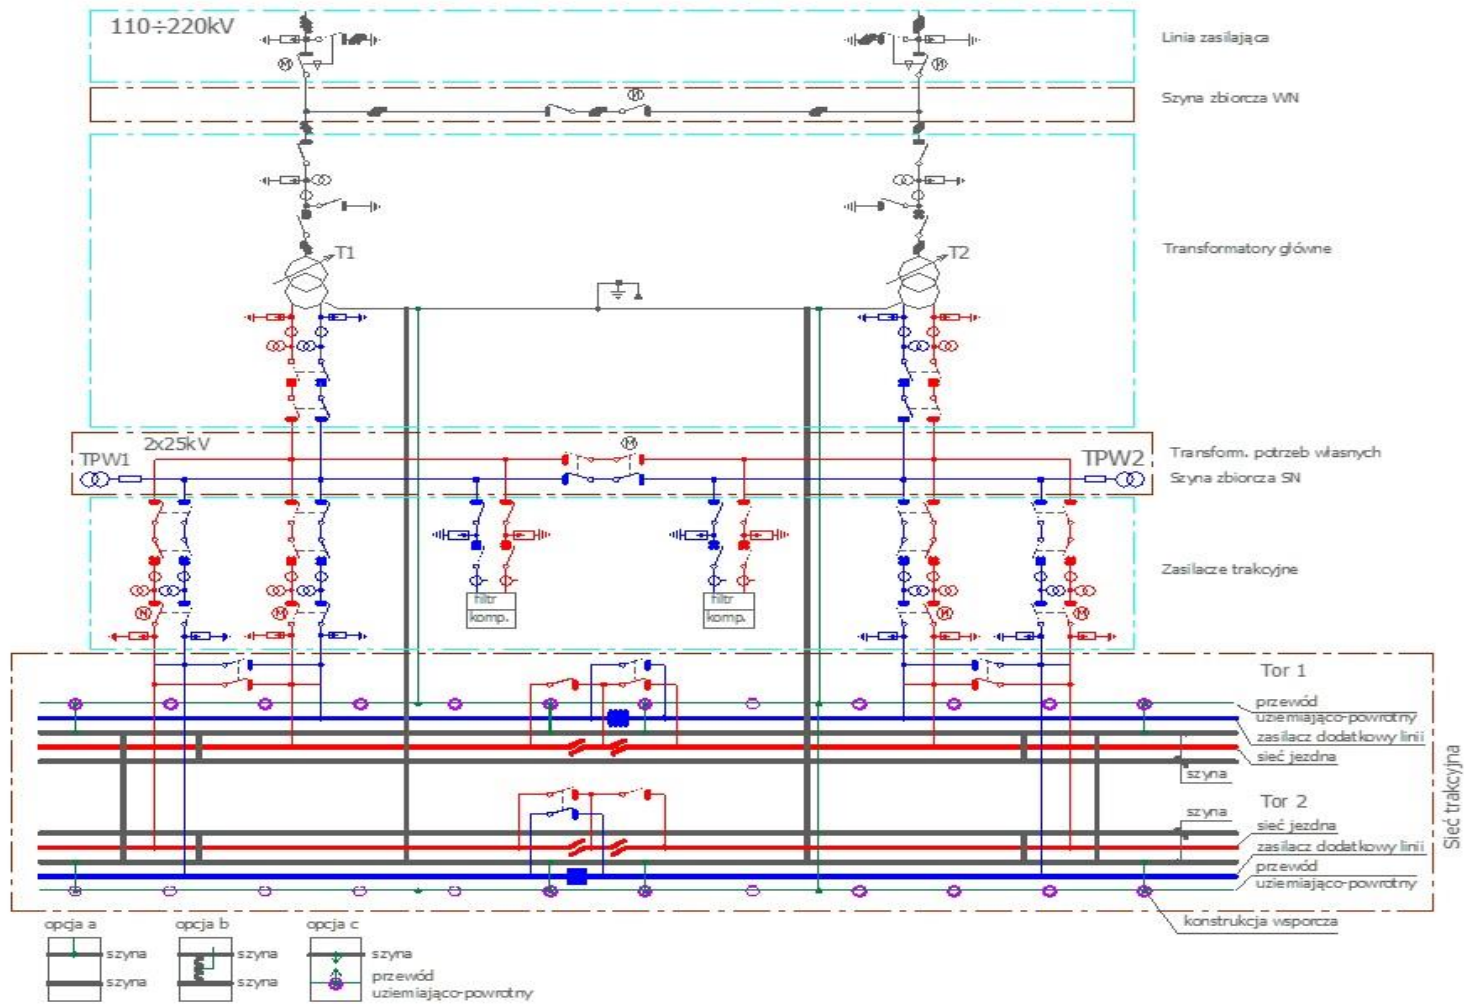 110÷220kV
Linia zasilająca
M
M
Szyna zbiorcza WN
M
T1
T2
Transformatory główne
2x25kV
M
TPW1
TPW2
Transform. potrzeb własnych
Szyna zbiorcza SN
Zasilacze trakcyjne
filtr
komp.
filtr
komp.
M
M
M
M
Tor 1
przewód
uziemiająco-powrotny
zasilacz dodatkowy linii
sieć jezdna
szyna
Tor 2
szyna
sieć jezdna
zasilacz dodatkowy linii
przewód
uziemiająco-powrotny
Sieć trakcyjna
konstrukcja wsporcza
opcja a
opcja b
opcja c
szyna
szyna
szyna
szyna
szyna
przewód
uziemiająco-powrotny